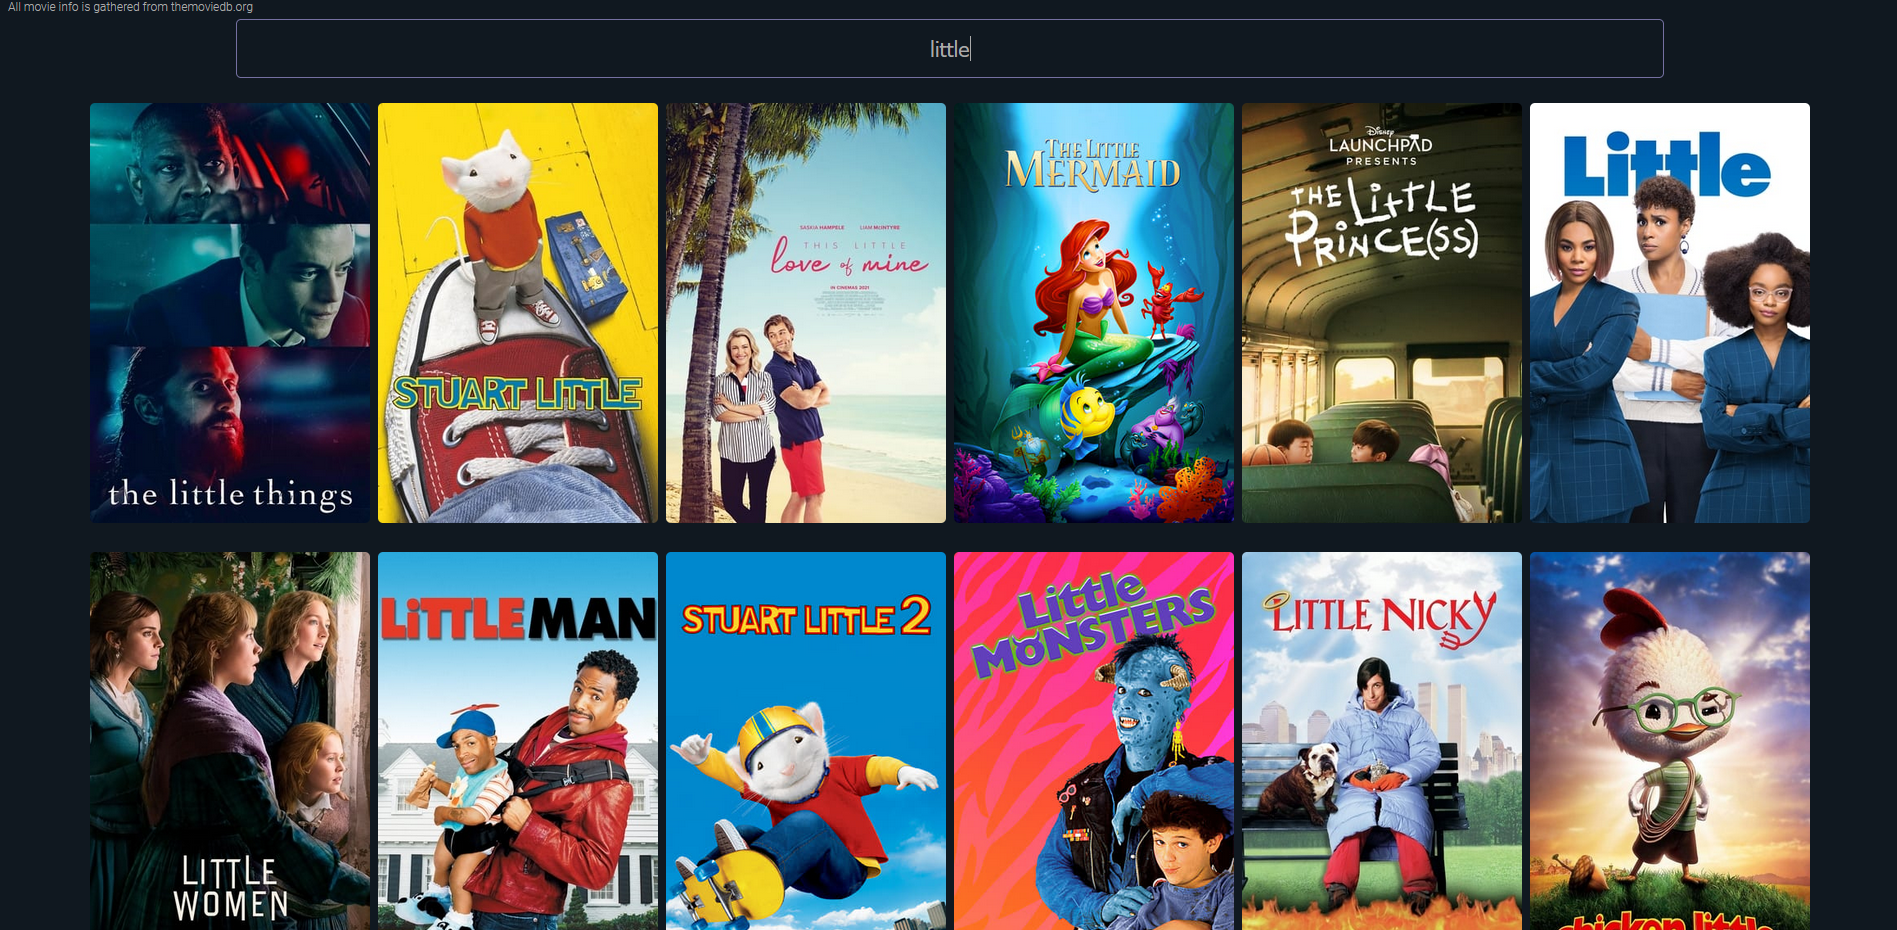 All movie info is gathered from themoviedb.org
little
the little things
STUART LITTLE
SASKIA HAMPELE LIAM McINTYRE
THIS LITTLE
love of mine
IN CINEMAS 2021
THE LITTLE
MERMAID
Disney
LAUNCHPAD
PRESENTS
THE LiTTLE
PRiNCE(SS)
Little
LITTLE
WOMEN
LiTTLEMAN
STUART LITTLE 2
Little
MONSTERS
LITTLE NICKY
chicken little